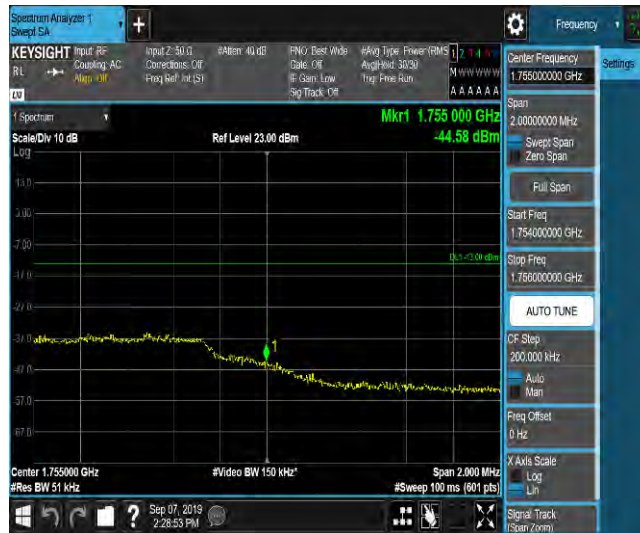 Spectrum Analyzer 1
Swept SA
+
Frequency
KEYSIGHT Input: RF
RL
Coupling: AC
Align: Off
LV
Input Z: 50 Ω
Corrections: Off
Freq Ref: Int (S)
#Atten: 40 dB
PNO: Best Wide
Gate: Off
IF Gain: Low
Sig Track: Off
#Avg Type: Power (RMS
Avg|Hold: 30/30
Trig: Free Run
1 2
M W W W W W
A A A A A A
1 Spectrum
Scale/Div 10 dB
Log
Ref Level 23.00 dBm
Mkr1 1.755 000 GHz
-44.58 dBm
13.0
3.00
-7.00
DL1 -13.00 dBm
-17.0
-27.0
-37.0
1
-47.0
-57.0
-67.0
Center 1.755000 GHz
#Res BW 51 kHz
#Video BW 150 kHz*
Span 2.000 MHz
#Sweep 100 ms (601 pts)
?
Sep 07, 2019
2:28:53 PM
Center Frequency
1.755000000 GHz
Settings
Span
2.00000000 MHz
Swept Span
Zero Span
Full Span
Start Freq
1.754000000 GHz
Stop Freq
1.756000000 GHz
AUTO TUNE
CF Step
200.000 kHz
Auto
Man
Freq Offset
0 Hz
X Axis Scale
Log
Lin
Signal Track
(Span Zoom)